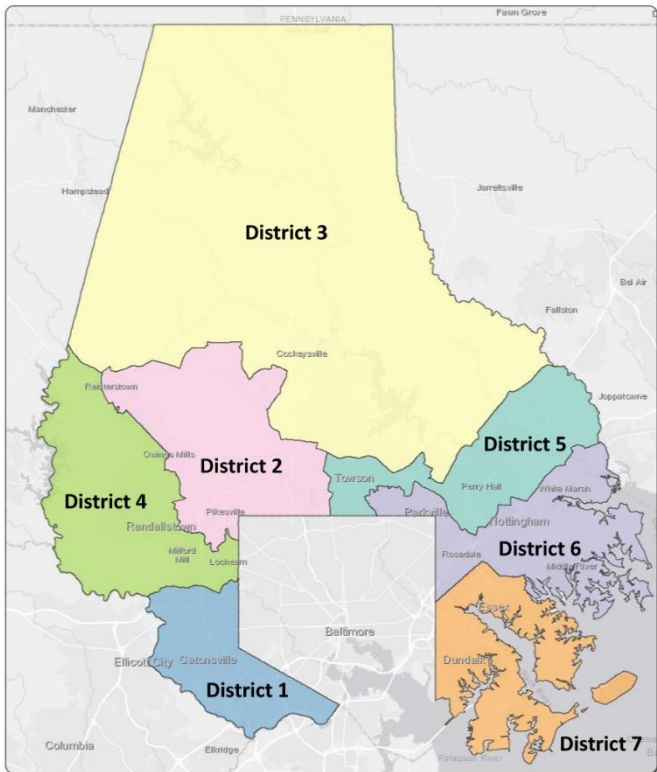 Fawn Grove
PENNSYLVANIA
MARYLAND
Manchester
Hampstead
Jarrettsville
District 3
Bel Air
Fallston
Cockeysville
Reisterstown
Joppatowne
District 5
Owings Mills
District 2
Towson
Perry Hall
White Marsh
District 4
Pikesville
Parkville
Randallstown
Nottingham
Milford
Mill
Lochearn
Rosedale
District 6
Middle River
Essex
Baltimore
Dundalk
Ellicott City
Catonsville
District 1
Elkridge
Columbia
District 7
Patapsco River